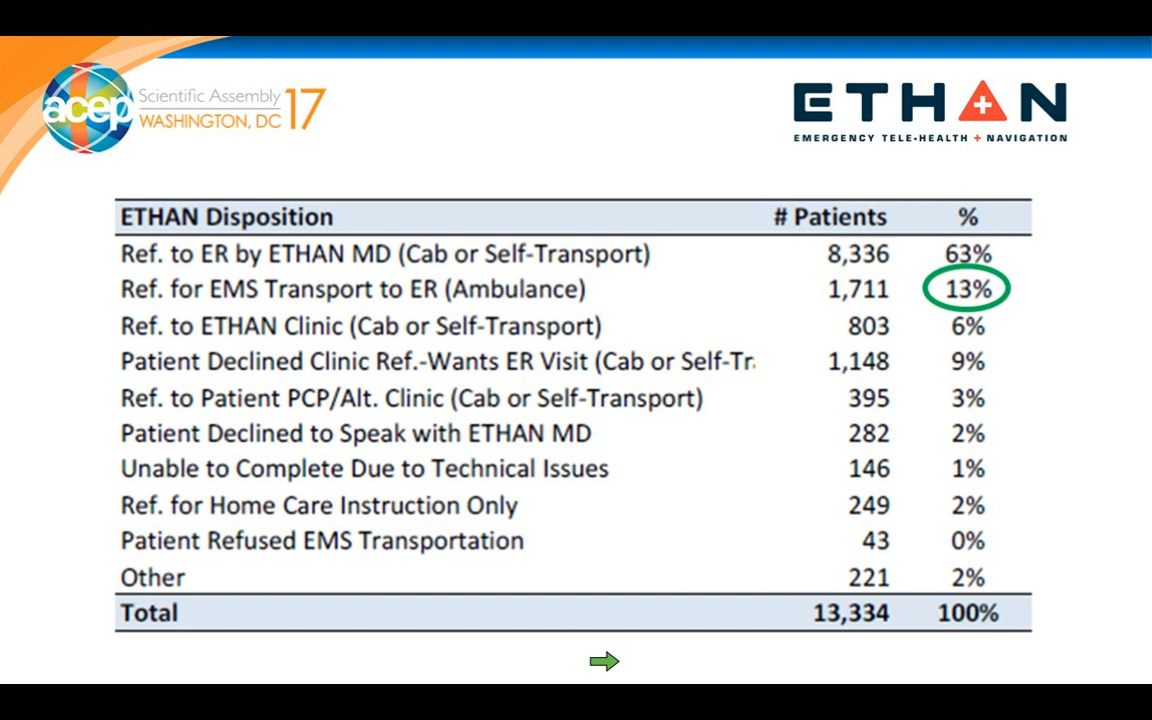 acep Scientific Assembly 17
WASHINGTON, DC
ETHAN
EMERGENCY TELE-HEALTH + NAVIGATION
ETHAN Disposition # Patients %
Ref. to ER by ETHAN MD (Cab or Self-Transport) 8,336 63%
Ref. for EMS Transport to ER (Ambulance) 1,711 13%
Ref. to ETHAN Clinic (Cab or Self-Transport) 803 6%
Patient Declined Clinic Ref.-Wants ER Visit (Cab or Self-Tr. 1,148 9%
Ref. to Patient PCP/Alt. Clinic (Cab or Self-Transport) 395 3%
Patient Declined to Speak with ETHAN MD 282 2%
Unable to Complete Due to Technical Issues 146 1%
Ref. for Home Care Instruction Only 249 2%
Patient Refused EMS Transportation 43 0%
Other 221 2%
Total 13,334 100%